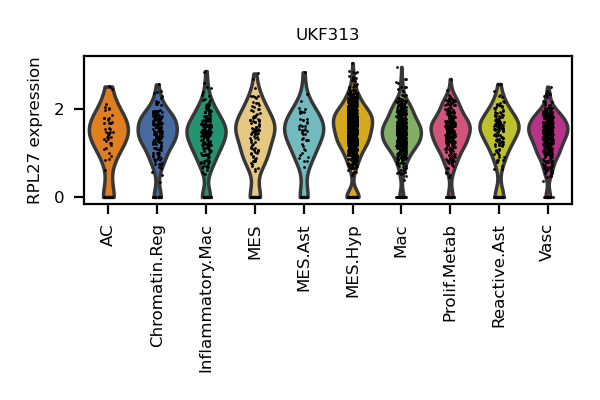 UKF313
RPL27 expression
2
0
AC
Chromatin.Reg
Inflammatory.Mac
MES
MES.Ast
MES.Hyp
Mac
Prolif.Metab
Reactive.Ast
Vasc